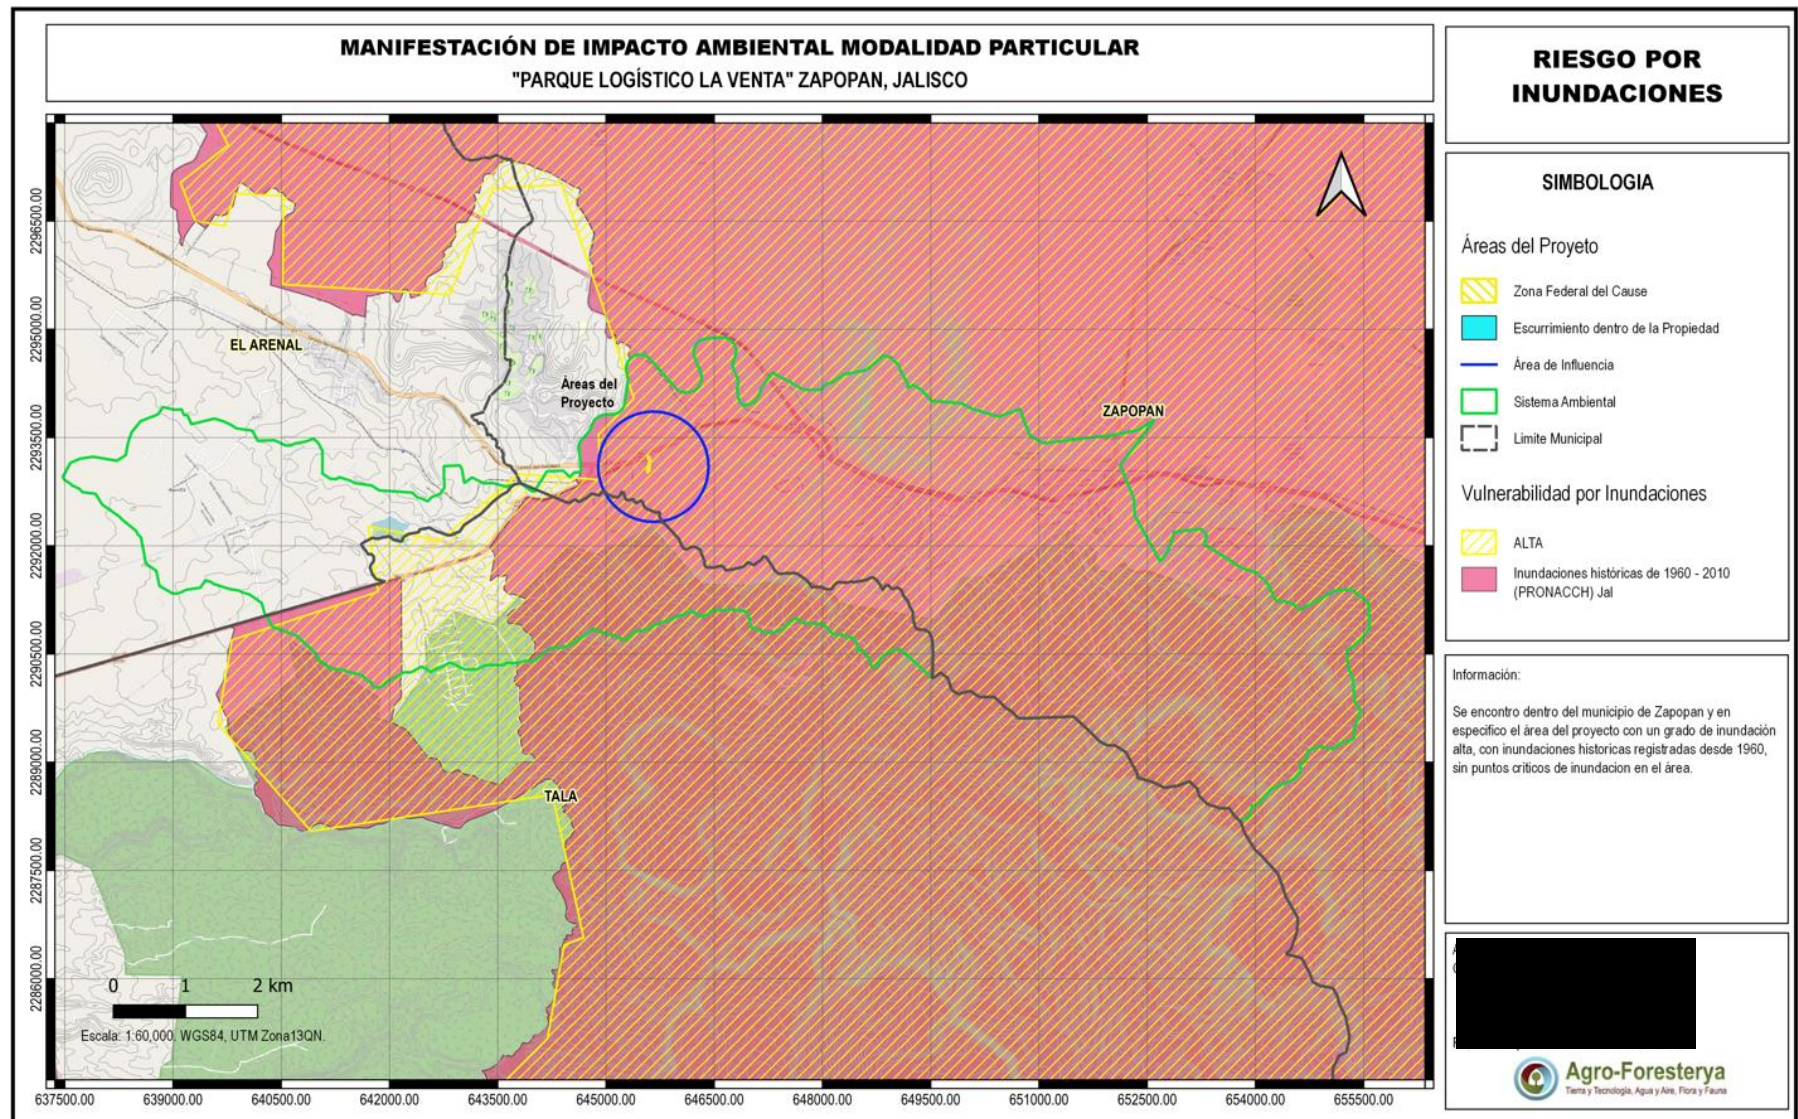 MANIFESTACIÓN DE IMPACTO AMBIENTAL MODALIDAD PARTICULAR
"PARQUE LOGÍSTICO LA VENTA" ZAPOPAN, JALISCO
RIESGO POR
INUNDACIONES
SIMBOLOGIA
Áreas del Proyeto
Zona Federal del Cause
Escurrimiento dentro de la Propiedad
Área de Influencia
Sistema Ambiental
Limite Municipal
Vulnerabilidad por Inundaciones
ALTA
Inundaciones históricas de 1960 - 2010
(PRONACCH) Jal
Información:
Se encontro dentro del municipio de Zapopan y en
especifico el área del proyecto con un grado de inundación
alta, con inundaciones historicas registradas desde 1960,
sin puntos criticos de inundacion en el área.
Agro-Foresterya
Tierra y Tecnología, Agua y Aire, Flora y Fauna
EL ARENAL
Áreas del
Proyecto
ZAPOPAN
TALA
0 1 2 km
Escala: 1:60,000. WGS84, UTM Zona13QN.
2296500.00
2295000.00
2293500.00
2292000.00
2290500.00
2289000.00
2287500.00
2286000.00
637500.00 639000.00 640500.00 642000.00 643500.00 645000.00 646500.00 648000.00 649500.00 651000.00 652500.00 654000.00 655500.00